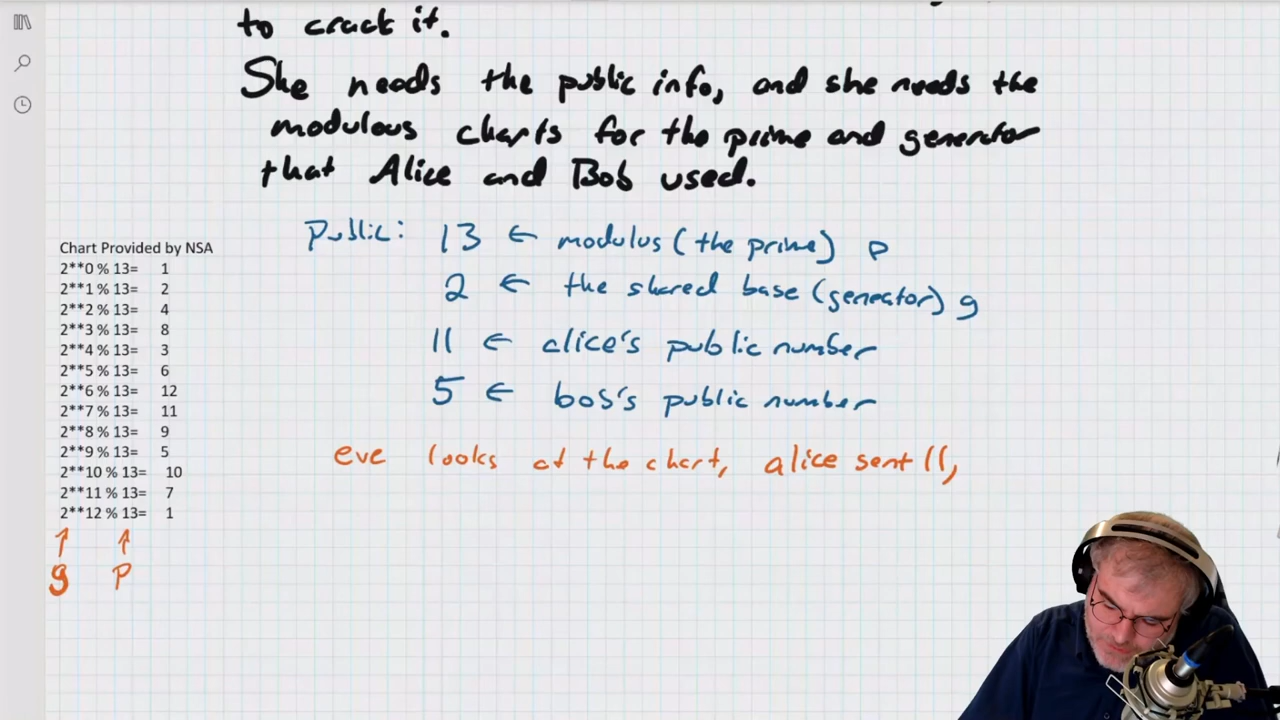 to crack it.
She needs the public info, and she needs the
modulous charts for the prime and generator
that Alice and Bob used.
Public: 13 ← modulus (the prime) p
2 ← the shared base (generator) g
11 ← alice's public number
5 ← bob's public number
eve looks at the chart, alice sent 11,
Chart Provided by NSA
2**0 % 13= 1
2**1 % 13= 2
2**2 % 13= 4
2**3 % 13= 8
2**4 % 13= 3
2**5 % 13= 6
2**6 % 13= 12
2**7 % 13= 11
2**8 % 13= 9
2**9 % 13= 5
2**10 % 13= 10
2**11 % 13= 7
2**12 % 13= 1
↑ ↑
g p